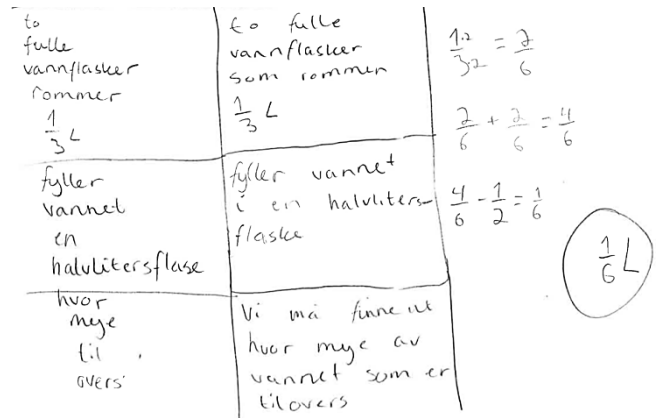 to
fulle
vannflasker
rommer
1/3 L
to fulle
vannflasker
som rommer
1/3 L
fyller
vannet
en
halvlitersflase
fyller vannet
i en halvliters-
flaske
hvor
mye
til
overs
Vi må finne ut
hvor mye av
vannet som er
tilovers
1·2/3·2 = 2/6
2/6 + 2/6 = 4/6
4/6 - 1/2 = 1/6
1/6 L